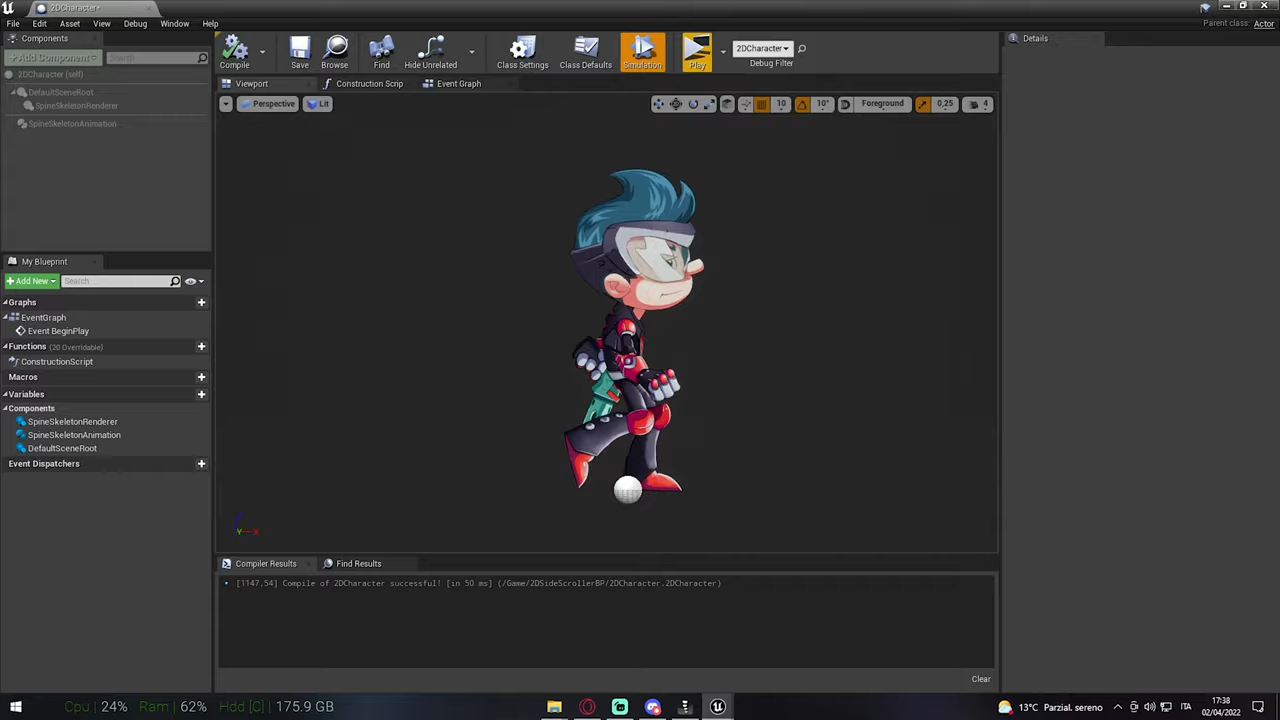 2DCharacter*
File Edit Asset View Debug Window Help
Parent class: Actor
Components
+Add Component
Search
2DCharacter (self)
DefaultSceneRoot
SpineSkeletonRenderer
SpineSkeletonAnimation
Compile
Save
Browse
Find
Hide Unrelated
Class Settings
Class Defaults
Simulation
Play
2DCharacter
Debug Filter
Details
Viewport
Construction Scrip
Event Graph
Perspective
Lit
10
10°
Foreground
0,25
4
My Blueprint
+Add New
Search
Graphs
EventGraph
Event BeginPlay
Functions (20 Overridable)
ConstructionScript
Macros
Variables
Components
SpineSkeletonRenderer
SpineSkeletonAnimation
DefaultSceneRoot
Event Dispatchers
Y X
Compiler Results
Find Results
[1147.54] Compile of 2DCharacter successful! [in 50 ms] (/Game/2DSideScrollerBP/2DCharacter.2DCharacter)
Clear
Cpu | 24% Ram | 62% Hdd [C] | 175.9 GB
13°C Parzial. sereno
ITA
17:38
02/04/2022